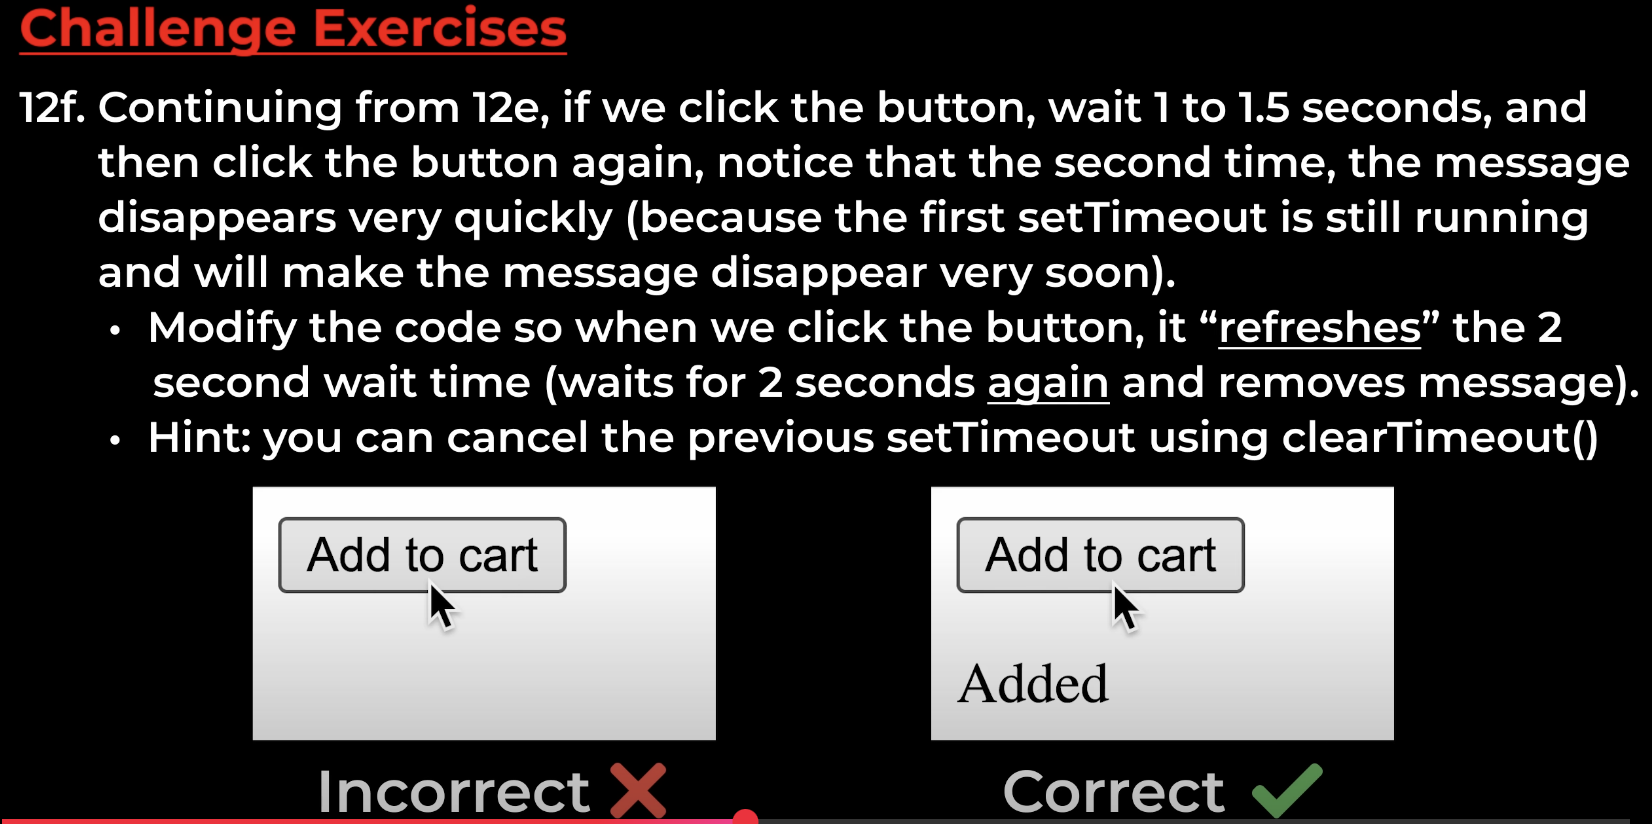 Challenge Exercises
12f. Continuing from 12e, if we click the button, wait 1 to 1.5 seconds, and
then click the button again, notice that the second time, the message
disappears very quickly (because the first setTimeout is still running
and will make the message disappear very soon).
• Modify the code so when we click the button, it “refreshes” the 2
second wait time (waits for 2 seconds again and removes message).
• Hint: you can cancel the previous setTimeout using clearTimeout()
Add to cart
Incorrect
Add to cart
Added
Correct